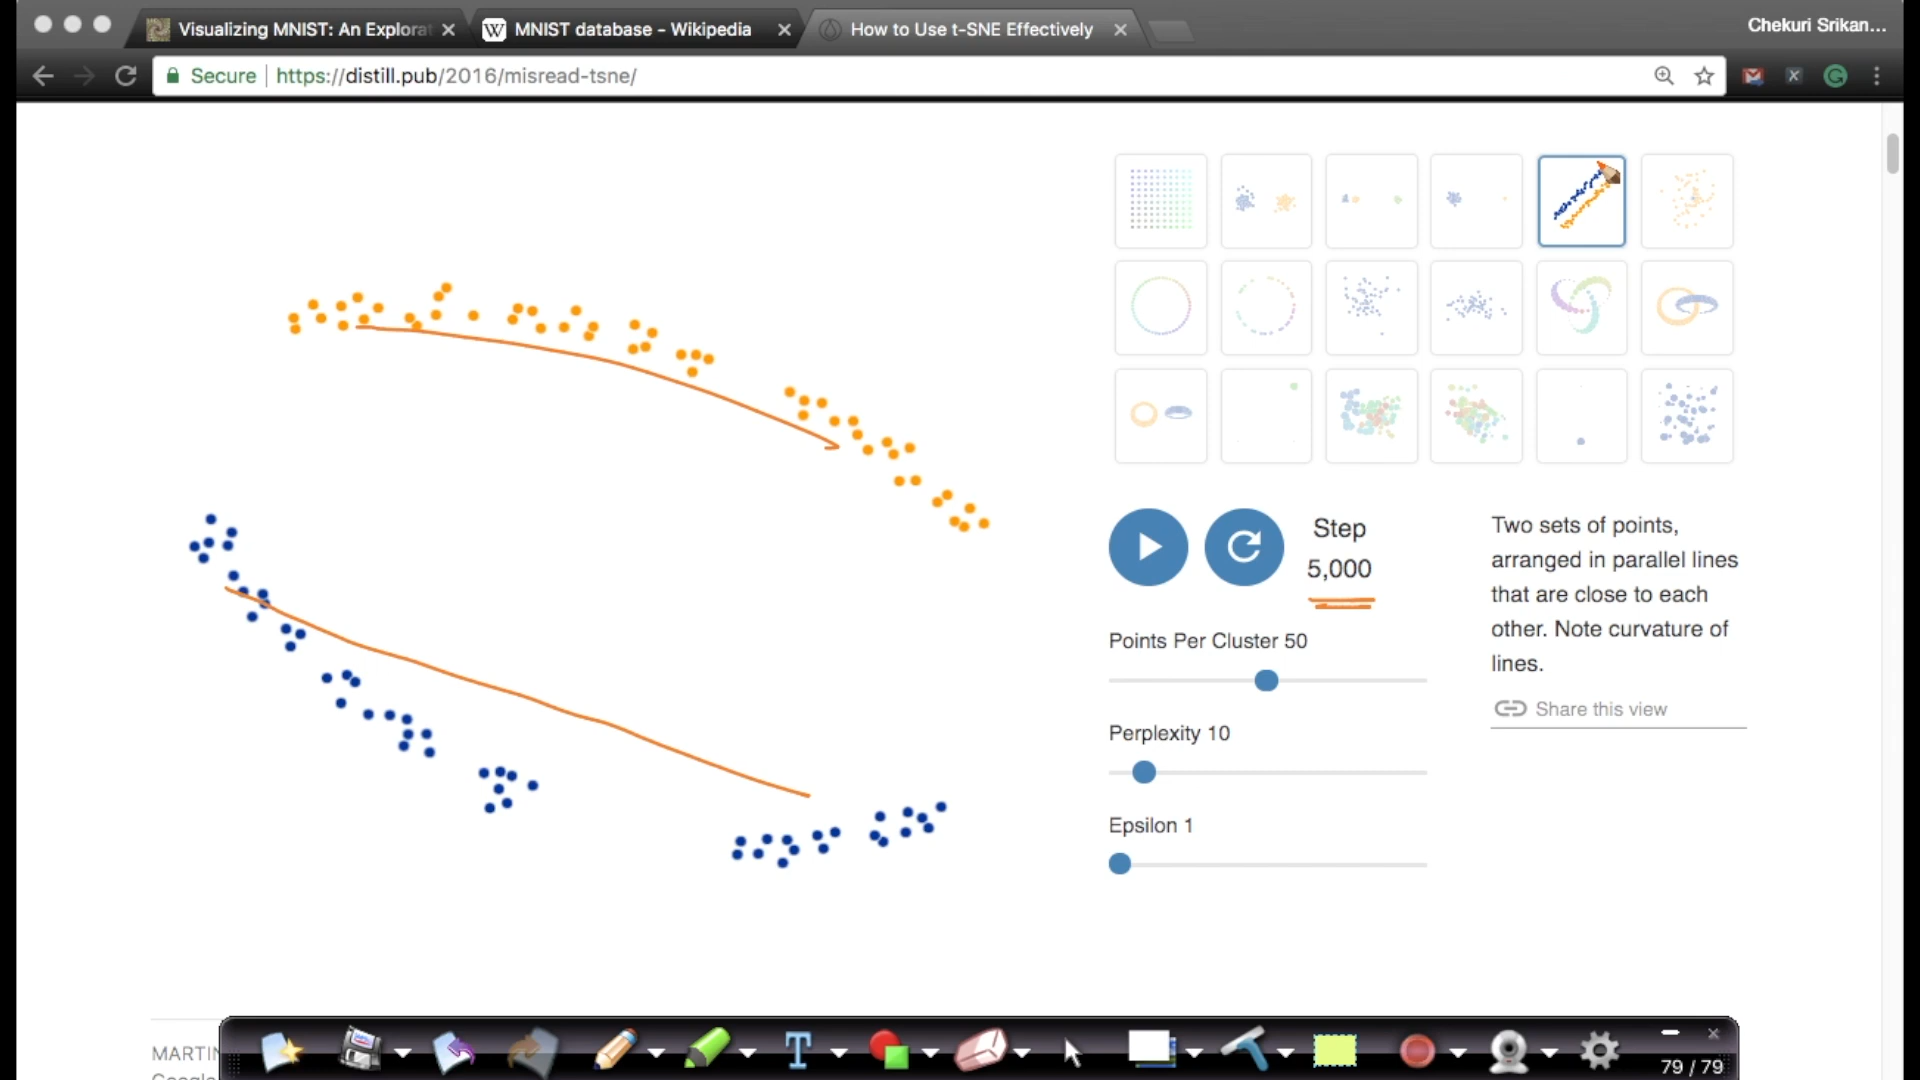 Visualizing MNIST: An Explorat
MNIST database - Wikipedia
How to Use t-SNE Effectively
Chekuri Srikan...
Secure
https://distill.pub/2016/misread-tsne/
Step
5,000
Two sets of points,
arranged in parallel lines
that are close to each
other. Note curvature of
lines.
Share this view
Points Per Cluster 50
Perplexity 10
Epsilon 1
MARTIN
79 / 79